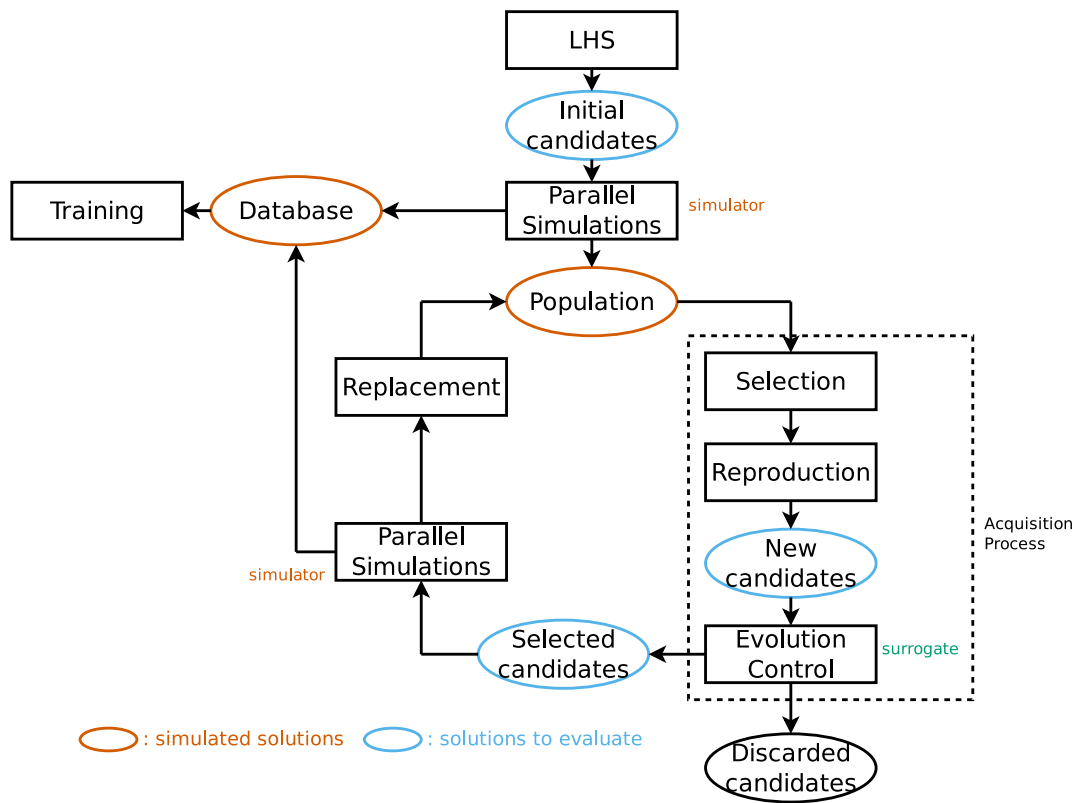 LHS
Initial
candidates
Parallel
Simulations
simulator
Database
Training
Population
Selection
Replacement
Reproduction
Acquisition
Process
New
candidates
Parallel
Simulations
simulator
Evolution
Control
surrogate
Selected
candidates
: simulated solutions
: solutions to evaluate
Discarded
candidates